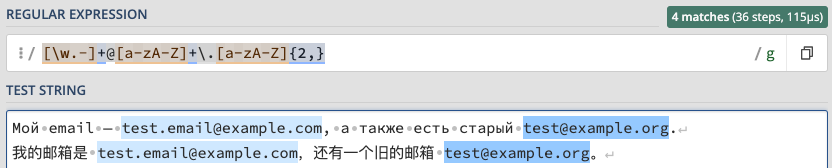 REGULAR EXPRESSION 4 matches (36 steps, 115μs)
/ [\w.-]+@[a-zA-Z]+\.[a-zA-Z]{2,} / g
TEST STRING
Мой email — test.email@example.com, а также есть старый test@example.org.
我的邮箱是 test.email@example.com，还有一个旧的邮箱 test@example.org。